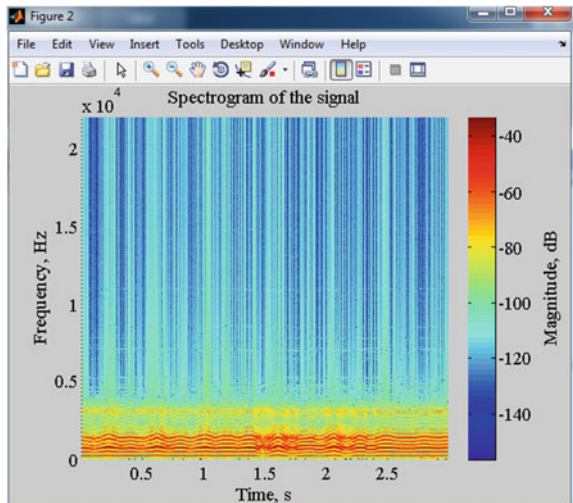 Figure 2
File Edit View Insert Tools Desktop Window Help
x 10^4
Spectrogram of the signal
2
1.5
1
0.5
0
Frequency, Hz
0.5 1 1.5 2 2.5
Time, s
-40
-60
-80
-100
-120
-140
Magnitude, dB